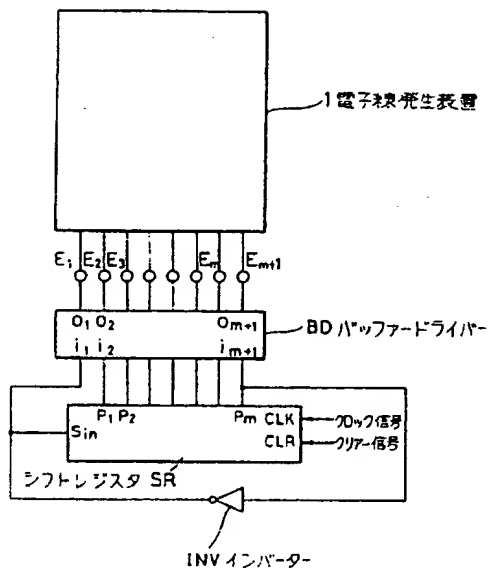 1 電子線発生装置
E1 E2 E3 Em Em+1
O1 O2 Om+1
BD バッファードライバー
i1 i2 im+1
P1 P2 Pm CLK クロック信号
Sin CLR クリアー信号
シフトレジスタ SR
INV インバーター